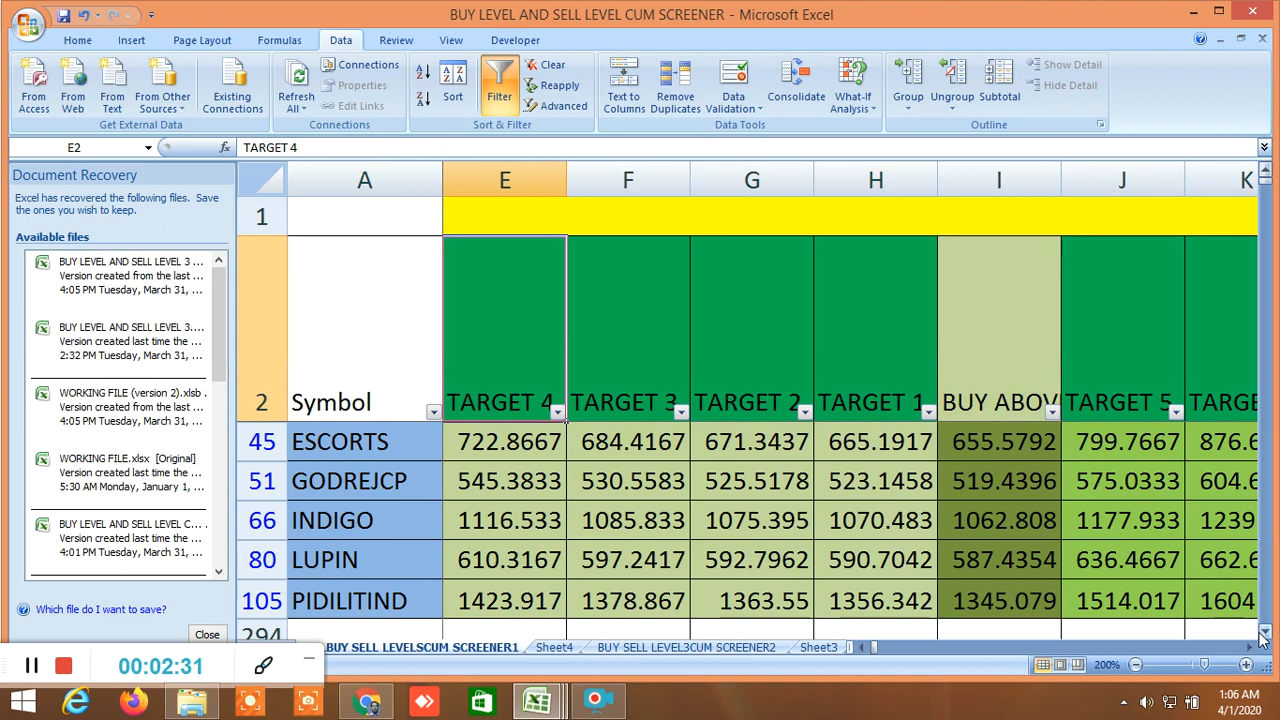 BUY LEVEL AND SELL LEVEL CUM SCREENER - Microsoft Excel
Home Insert Page Layout Formulas Data Review View Developer
From Access
From Web
From Text
From Other Sources
Existing Connections
Get External Data
Refresh All
Connections
Properties
Edit Links
Connections
A Z
Z A
Sort
Filter
Clear
Reapply
Advanced
Sort & Filter
Text to Columns
Remove Duplicates
Data Validation
Consolidate
What-If Analysis
Data Tools
Group
Ungroup
Subtotal
Show Detail
Hide Detail
Outline
E2 fx TARGET 4
Document Recovery
Excel has recovered the following files. Save
the ones you wish to keep.
Available files
BUY LEVEL AND SELL LEVEL 3 ...
Version created from the last ...
4:05 PM Tuesday, March 31, ...
BUY LEVEL AND SELL LEVEL 3....
Version created last time the ...
2:32 PM Tuesday, March 31, ...
WORKING FILE (version 2).xlsb
Version created from the last ...
4:05 PM Tuesday, March 31, ...
WORKING FILE.xlsx [Original]
Version created last time the ...
5:30 AM Monday, January 1, ...
BUY LEVEL AND SELL LEVEL C...
Version created from the last ...
4:01 PM Tuesday, March 31, ...
Which file do I want to save?
Close
A E F G H I J K
1
2 Symbol TARGET 4 TARGET 3 TARGET 2 TARGET 1 BUY ABOV TARGET 5 TARGE
45 ESCORTS 722.8667 684.4167 671.3437 665.1917 655.5792 799.7667 876.6
51 GODREJCP 545.3833 530.5583 525.5178 523.1458 519.4396 575.0333 604.6
66 INDIGO 1116.533 1085.833 1075.395 1070.483 1062.808 1177.933 1239
80 LUPIN 610.3167 597.2417 592.7962 590.7042 587.4354 636.4667 662.6
105 PIDILITIND 1423.917 1378.867 1363.55 1356.342 1345.079 1514.017 1604
294
BUY SELL LEVELSCUM SCREENER1 Sheet4 BUY SELL LEVEL3CUM SCREENER2 Sheet3
00:02:31
200%
1:06 AM
4/1/2020